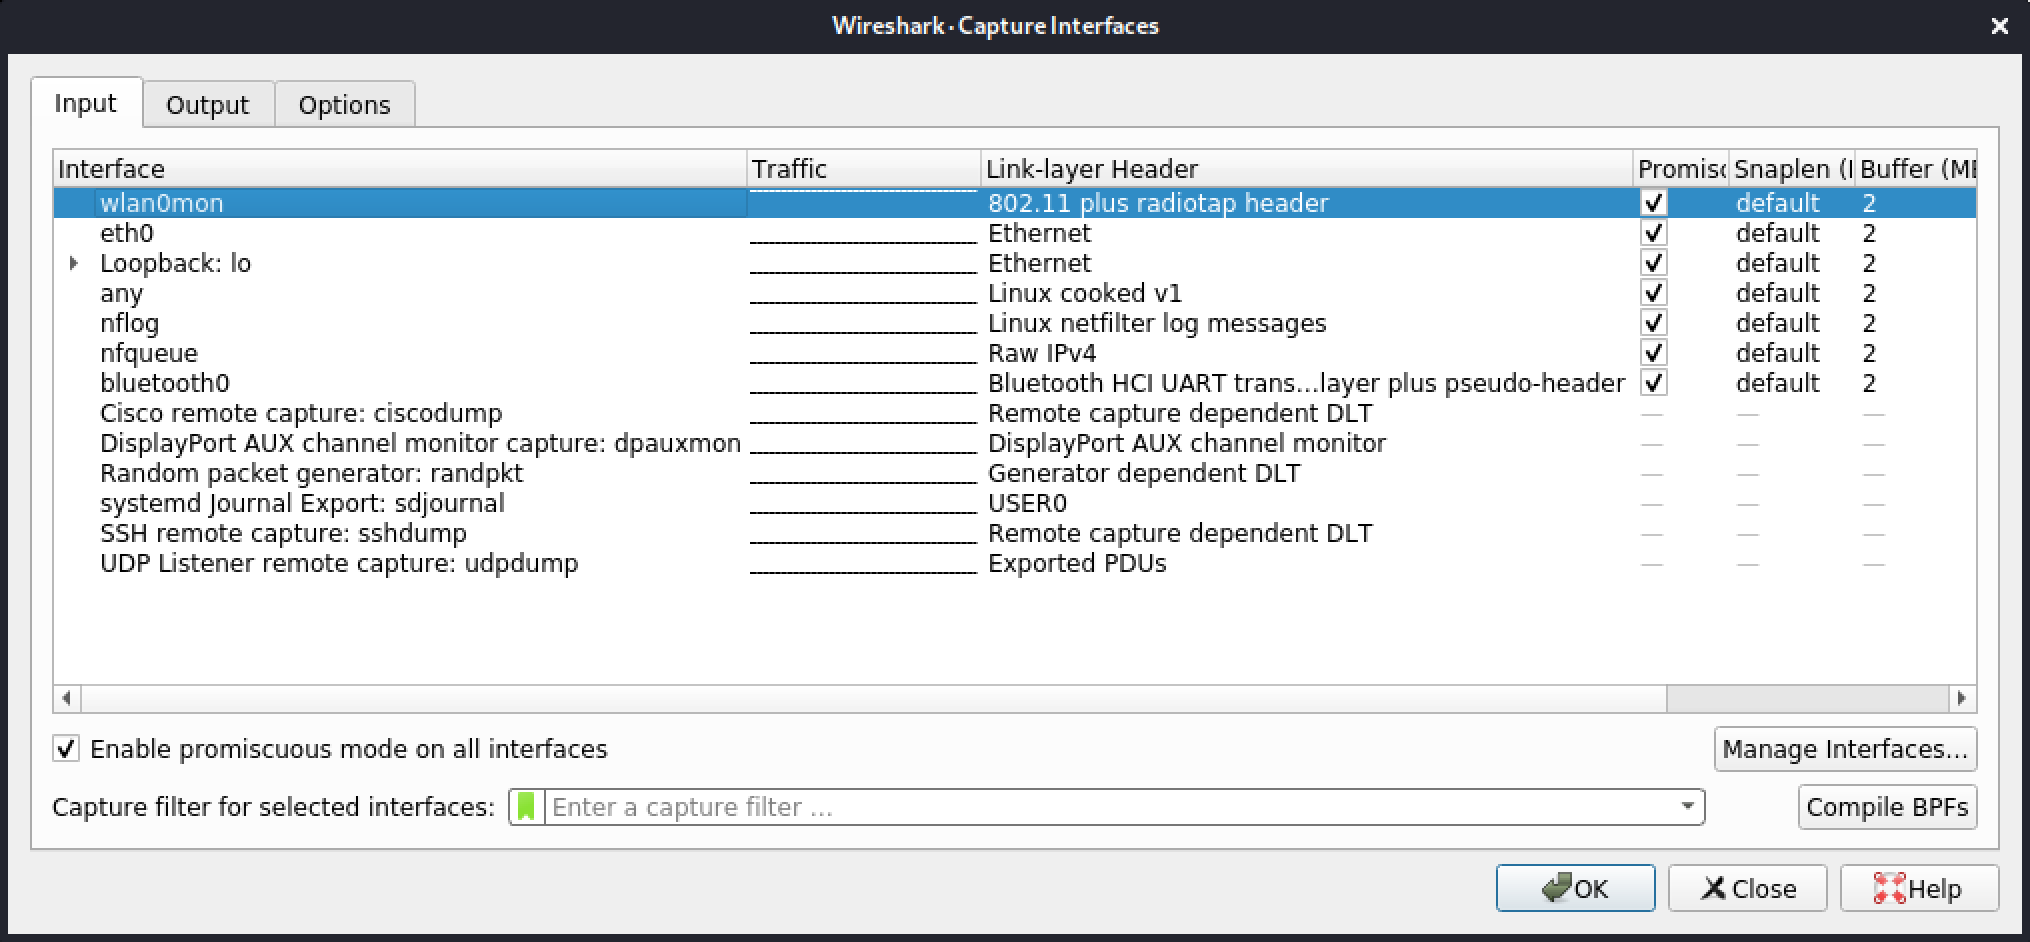 Wireshark · Capture Interfaces
Input Output Options
Interface Traffic Link-layer Header Promisc Snaplen ( Buffer (M
wlan0mon 802.11 plus radiotap header default 2
eth0 Ethernet default 2
Loopback: lo Ethernet default 2
any Linux cooked v1 default 2
nflog Linux netfilter log messages default 2
nfqueue Raw IPv4 default 2
bluetooth0 Bluetooth HCI UART trans...layer plus pseudo-header default 2
Cisco remote capture: ciscodump Remote capture dependent DLT — — —
DisplayPort AUX channel monitor capture: dpauxmon DisplayPort AUX channel monitor — — —
Random packet generator: randpkt Generator dependent DLT — — —
systemd Journal Export: sdjournal USER0 — — —
SSH remote capture: sshdump Remote capture dependent DLT — — —
UDP Listener remote capture: udpdump Exported PDUs — — —
Enable promiscuous mode on all interfaces Manage Interfaces...
Capture filter for selected interfaces: Enter a capture filter ... Compile BPFs
OK Close Help